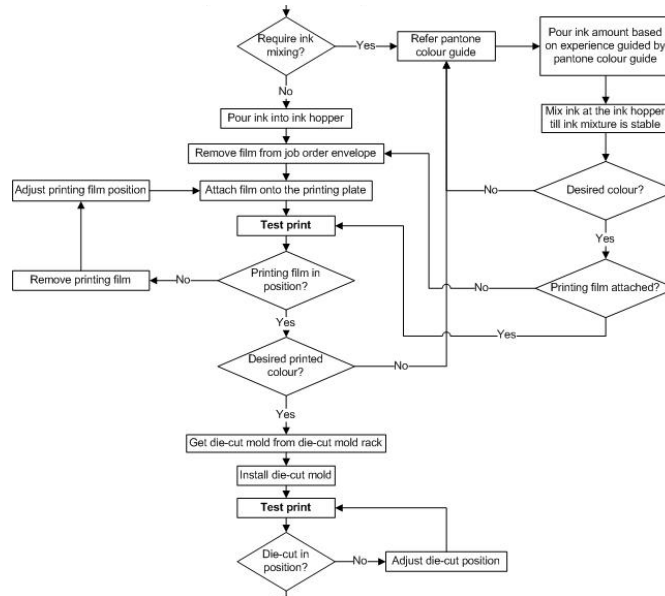 Require ink
mixing?
Yes
Refer pantone
colour guide
Pour ink amount based
on experience guided by
pantone colour guide
No
Pour ink into ink hopper
Mix ink at the ink hopper
till ink mixture is stable
Remove film from job order envelope
Adjust printing film position
Attach film onto the printing plate
No
Desired colour?
Test print
Yes
Remove printing film
No
Printing film in
position?
No
Printing film attached?
Yes
Yes
Desired printed
colour?
No
Yes
Get die-cut mold from die-cut mold rack
Install die-cut mold
Test print
Die-cut in
position?
No
Adjust die-cut position